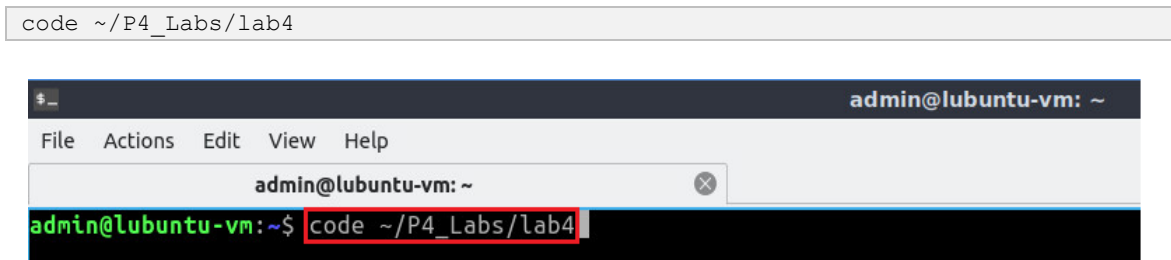 code ~/P4_Labs/lab4
$_
admin@lubuntu-vm: ~
File Actions Edit View Help
admin@lubuntu-vm: ~
admin@lubuntu-vm:~$ code ~/P4_Labs/lab4